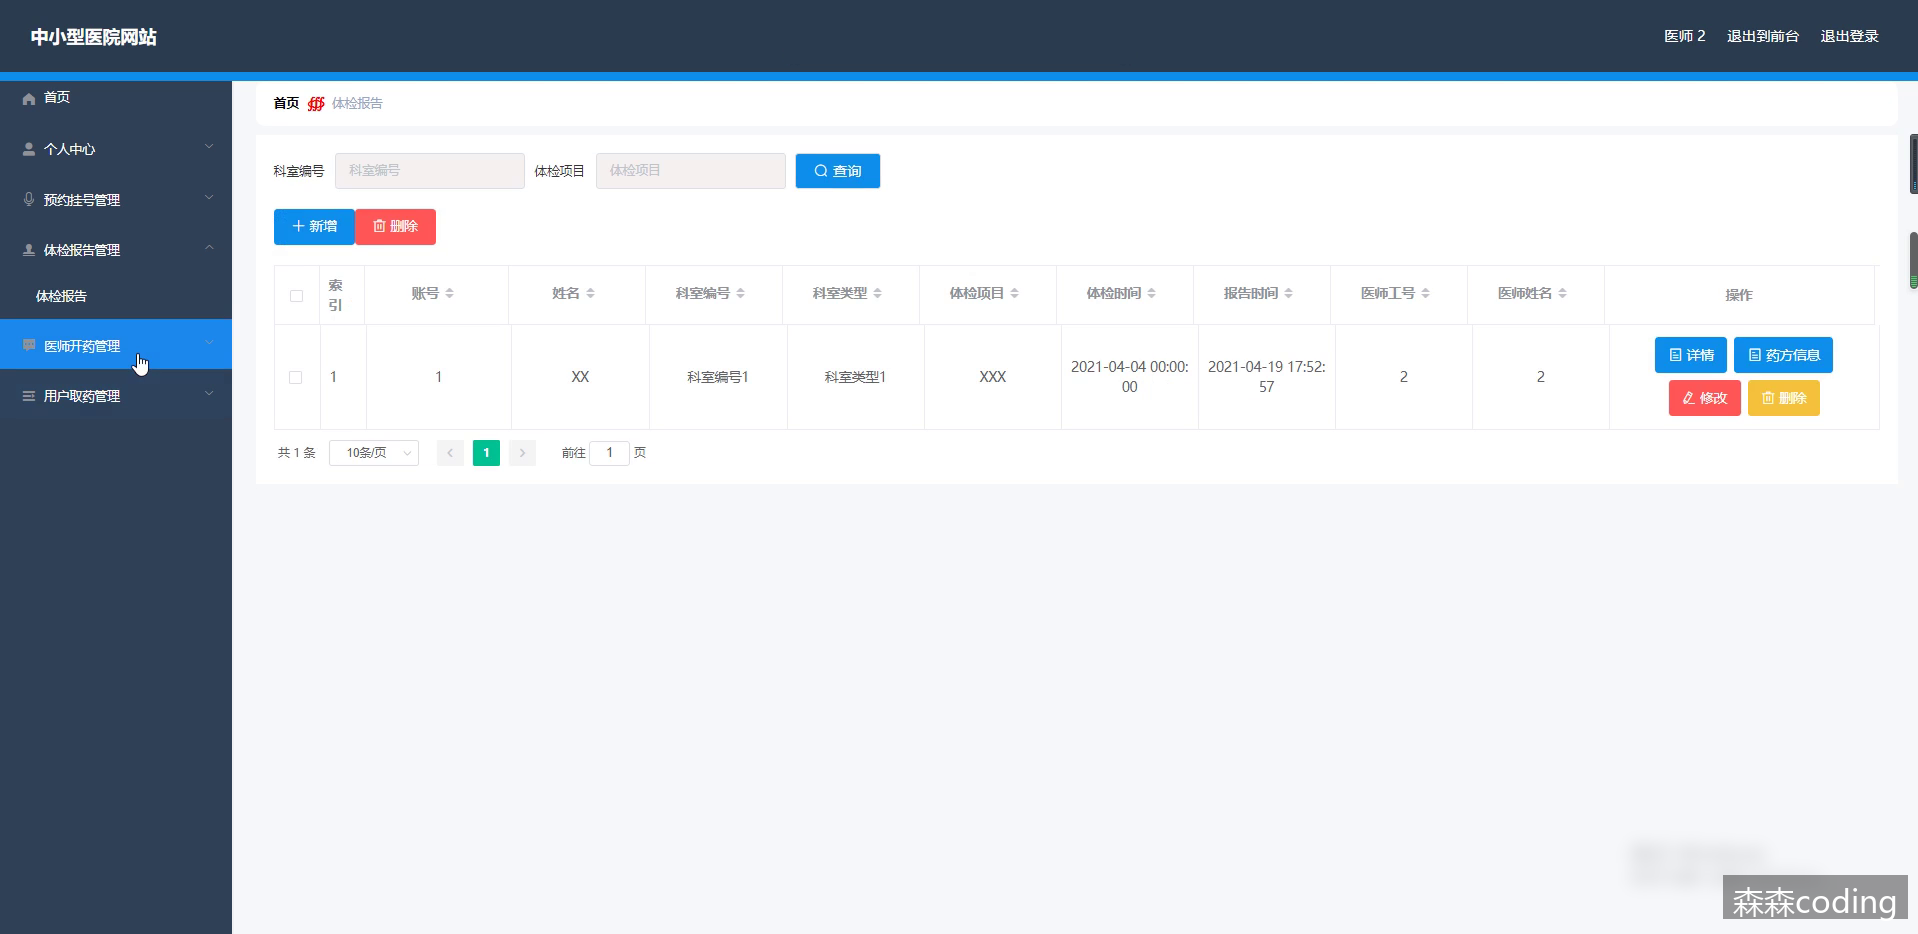 中小型医院网站
医师 2
退出到前台
退出登录
首页
个人中心
预约挂号管理
体检报告管理
体检报告
医师开药管理
用户取药管理
首页 体检报告
科室编号 科室编号 体检项目 体检项目 查询
新增 删除
索引 账号 姓名 科室编号 科室类型 体检项目 体检时间 报告时间 医师工号 医师姓名 操作
1 1 XX 科室编号1 科室类型1 XXX 2021-04-04 00:00:00 2021-04-19 17:52:57 2 2
详情 药方信息
修改 删除
共 1 条 10条/页 1 前往 1 页
森森coding